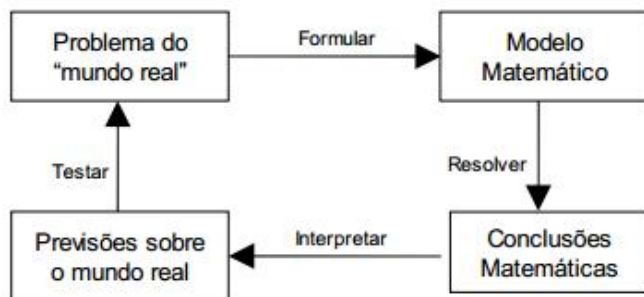 Problema do
“mundo real”
Formular
Modelo
Matemático
Testar
Resolver
Previsões sobre
o mundo real
Interpretar
Conclusões
Matemáticas